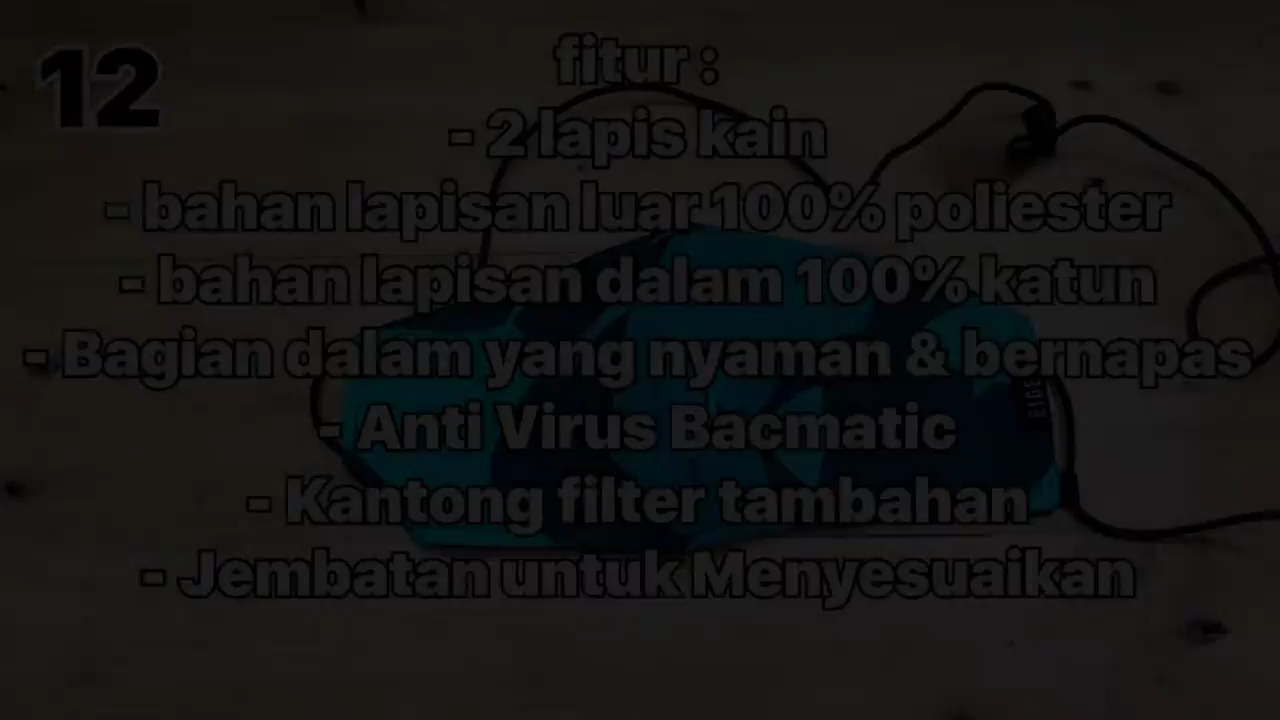 12
fitur :
- 2 lapis kain
- bahan lapisan luar 100% poliester
- bahan lapisan dalam 100% katun
- Bagian dalam yang nyaman & bernapas
- Anti Virus Bacmatic
- Kantong filter tambahan
- Jembatan untuk Menyesuaikan